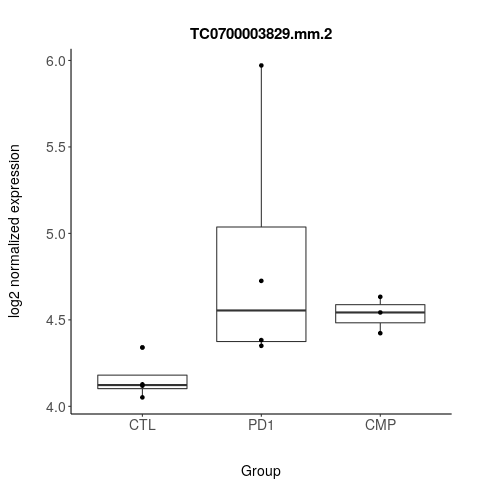 TC0700003829.mm.2
log2 normalized expression
6.0
5.5
5.0
4.5
4.0
CTL PD1 CMP
Group